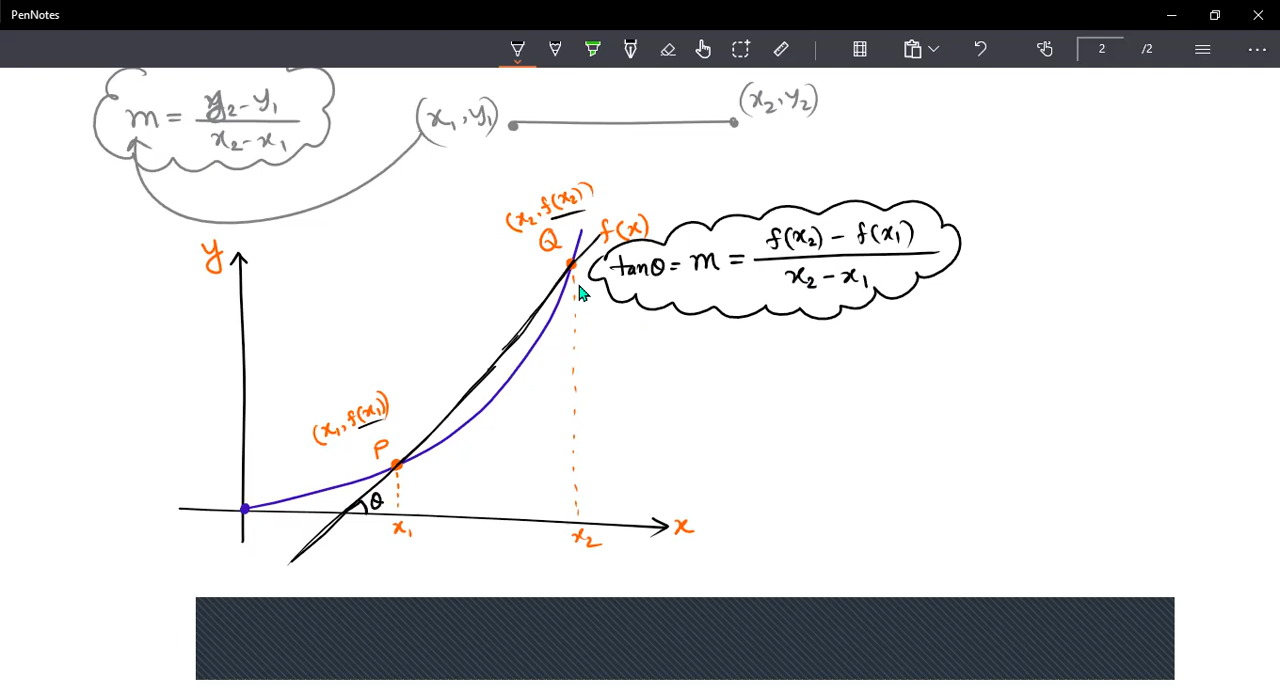 PenNotes
2 /2
m = y₂ - y₁ / x₂ - x₁
(x₁, y₁)
(x₂, y₂)
(x₂, f(x₂))
Q
f(x)
tanθ = m = f(x₂) - f(x₁) / x₂ - x₁
y
(x₁, f(x₁))
P
θ
x₁
x₂
x